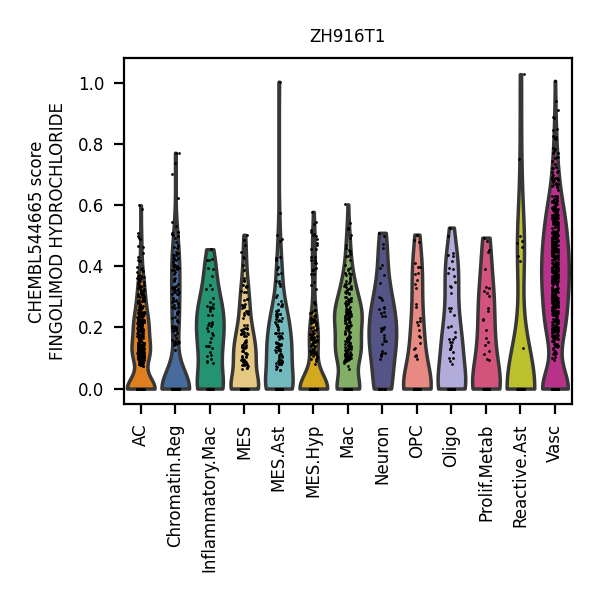 ZH916T1
CHEMBL544665 score
FINGOLIMOD HYDROCHLORIDE
1.0
0.8
0.6
0.4
0.2
0.0
AC
Chromatin.Reg
Inflammatory.Mac
MES
MES.Ast
MES.Hyp
Mac
Neuron
OPC
Oligo
Prolif.Metab
Reactive.Ast
Vasc